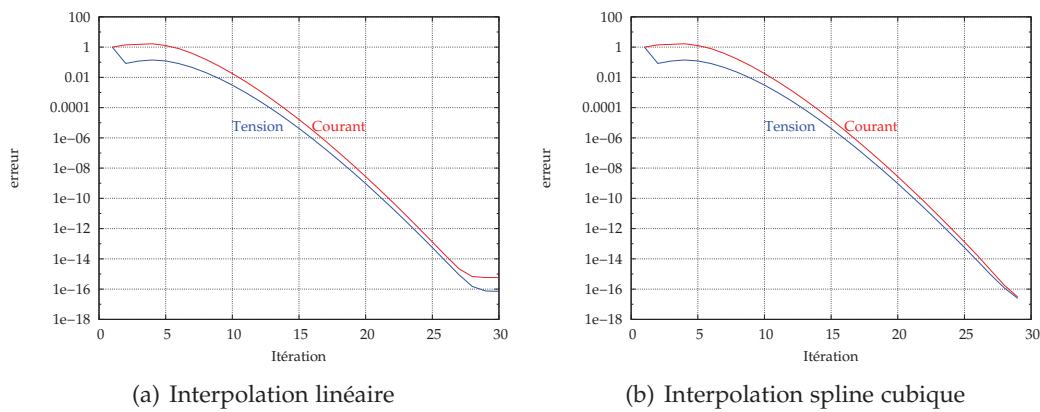 100
1
0.01
0.0001
1e−06
1e−08
1e−10
1e−12
1e−14
1e−16
1e−18
erreur
Tension
Courant
0 5 10 15 20 25 30
Itération
(a) Interpolation linéaire
100
1
0.01
0.0001
1e−06
1e−08
1e−10
1e−12
1e−14
1e−16
1e−18
erreur
Tension
Courant
0 5 10 15 20 25 30
Itération
(b) Interpolation spline cubique